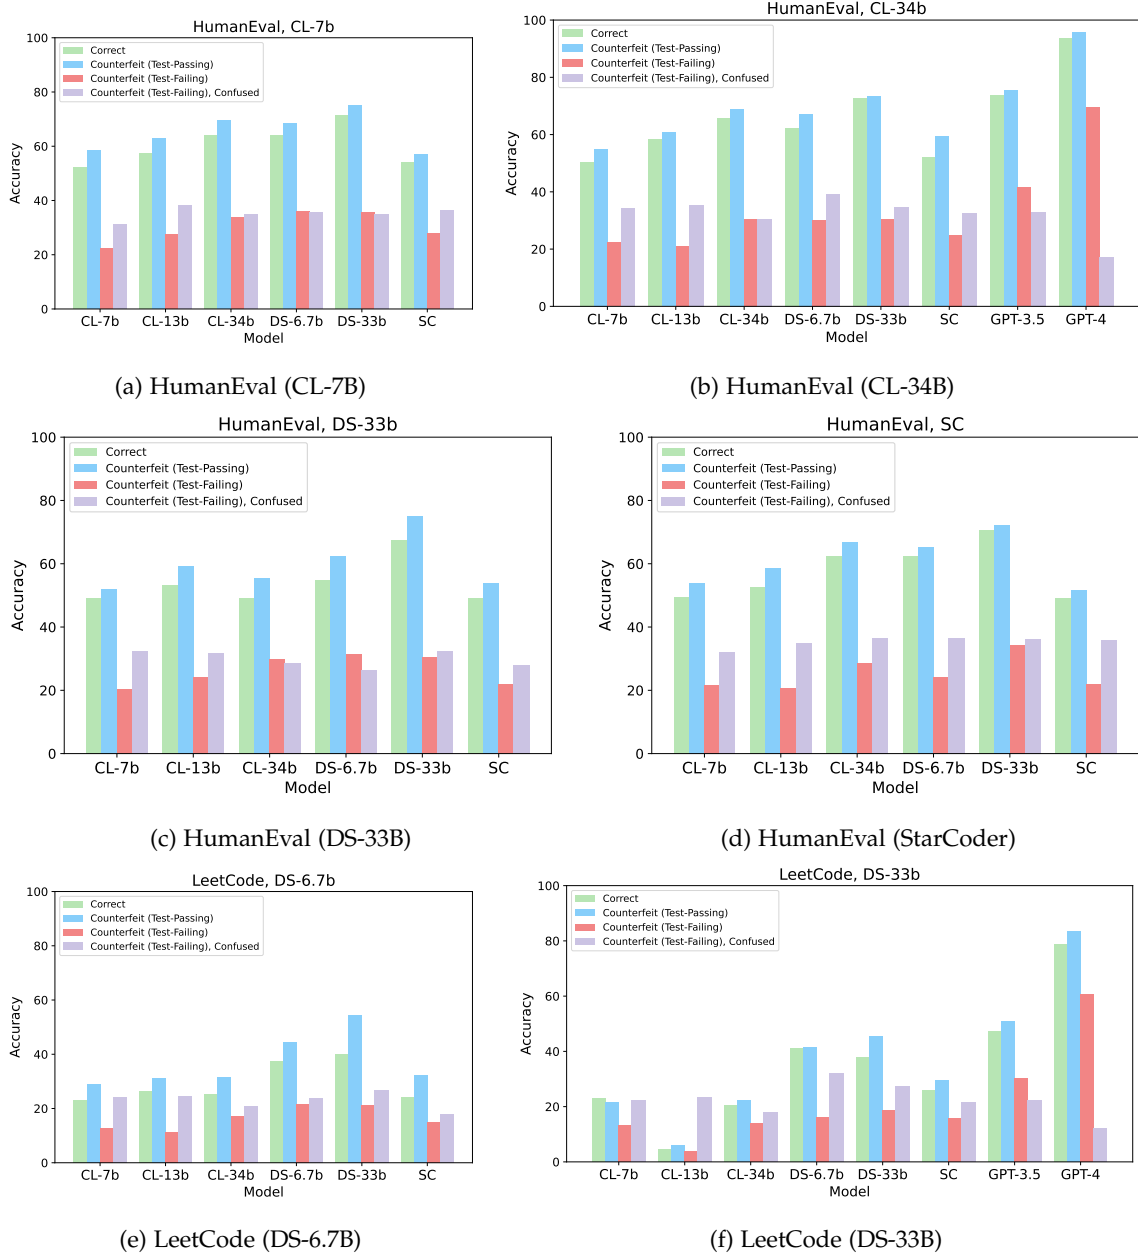 HumanEval, CL-7b
Correct
Counterfeit (Test-Passing)
Counterfeit (Test-Failing)
Counterfeit (Test-Failing), Confused
Accuracy
100
80
60
40
20
0
CL-7b CL-13b CL-34b DS-6.7b DS-33b SC
Model
(a) HumanEval (CL-7B)
HumanEval, CL-34b
Correct
Counterfeit (Test-Passing)
Counterfeit (Test-Failing)
Counterfeit (Test-Failing), Confused
Accuracy
100
80
60
40
20
0
CL-7b CL-13b CL-34b DS-6.7b DS-33b SC GPT-3.5 GPT-4
Model
(b) HumanEval (CL-34B)
HumanEval, DS-33b
Correct
Counterfeit (Test-Passing)
Counterfeit (Test-Failing)
Counterfeit (Test-Failing), Confused
Accuracy
100
80
60
40
20
0
CL-7b CL-13b CL-34b DS-6.7b DS-33b SC
Model
(c) HumanEval (DS-33B)
HumanEval, SC
Correct
Counterfeit (Test-Passing)
Counterfeit (Test-Failing)
Counterfeit (Test-Failing), Confused
Accuracy
100
80
60
40
20
0
CL-7b CL-13b CL-34b DS-6.7b DS-33b SC
Model
(d) HumanEval (StarCoder)
LeetCode, DS-6.7b
Correct
Counterfeit (Test-Passing)
Counterfeit (Test-Failing)
Counterfeit (Test-Failing), Confused
Accuracy
100
80
60
40
20
0
CL-7b CL-13b CL-34b DS-6.7b DS-33b SC
Model
(e) LeetCode (DS-6.7B)
LeetCode, DS-33b
Correct
Counterfeit (Test-Passing)
Counterfeit (Test-Failing)
Counterfeit (Test-Failing), Confused
Accuracy
100
80
60
40
20
0
CL-7b CL-13b CL-34b DS-6.7b DS-33b SC GPT-3.5 GPT-4
Model
(f) LeetCode (DS-33B)